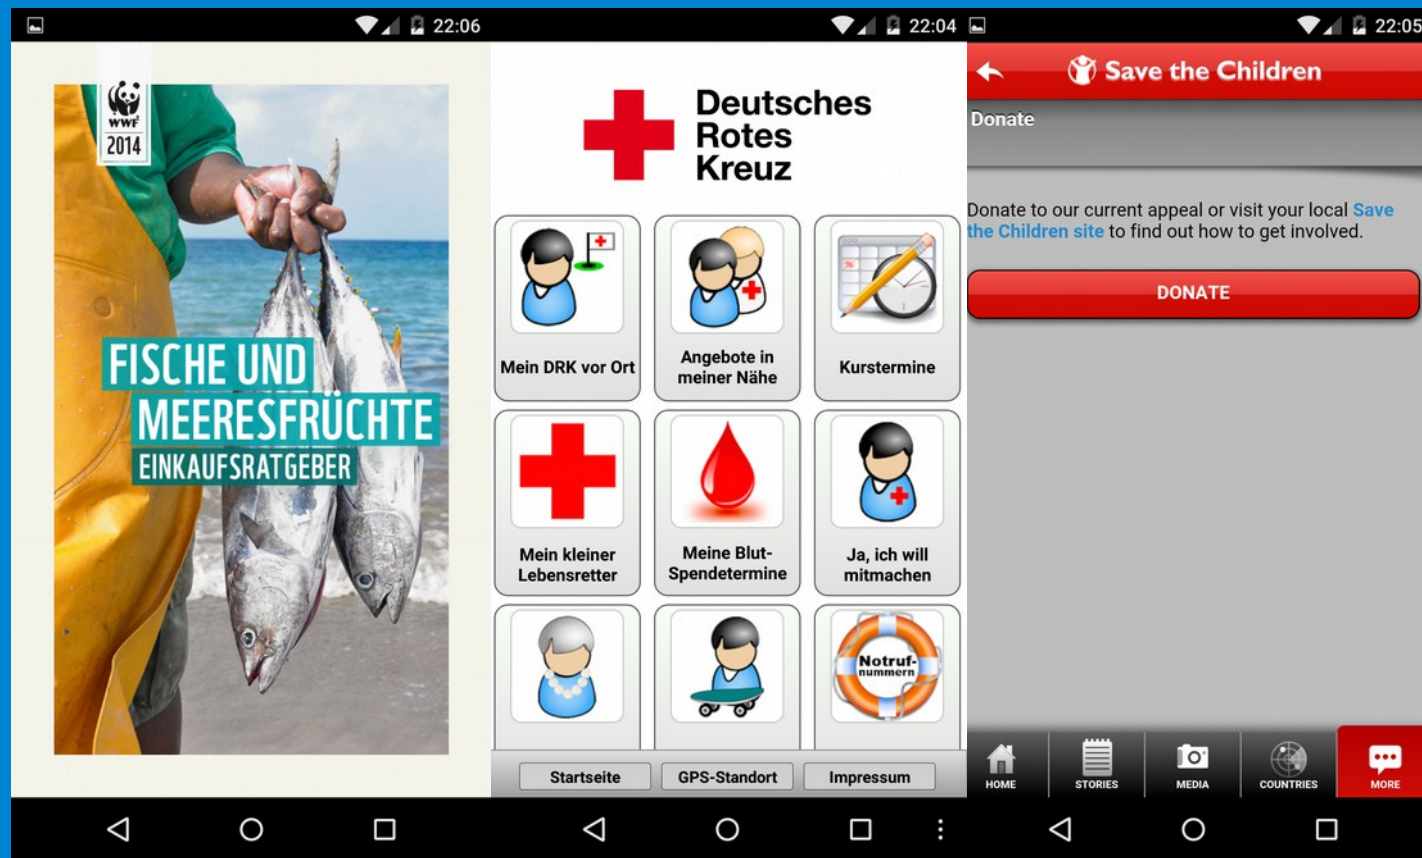 22:06
WWF
2014
FISCHE UND
MEERESFRÜCHTE
EINKAUFSRATGEBER
22:04
Deutsches
Rotes
Kreuz
Mein DRK vor Ort
Angebote in
meiner Nähe
Kurstermine
Mein kleiner
Lebensretter
Meine Blut-
Spendetermine
Ja, ich will
mitmachen
Notruf-
nummern
Startseite
GPS-Standort
Impressum
22:05
Save the Children
Donate
Donate to our current appeal or visit your local Save
the Children site to find out how to get involved.
DONATE
HOME
STORIES
MEDIA
COUNTRIES
MORE